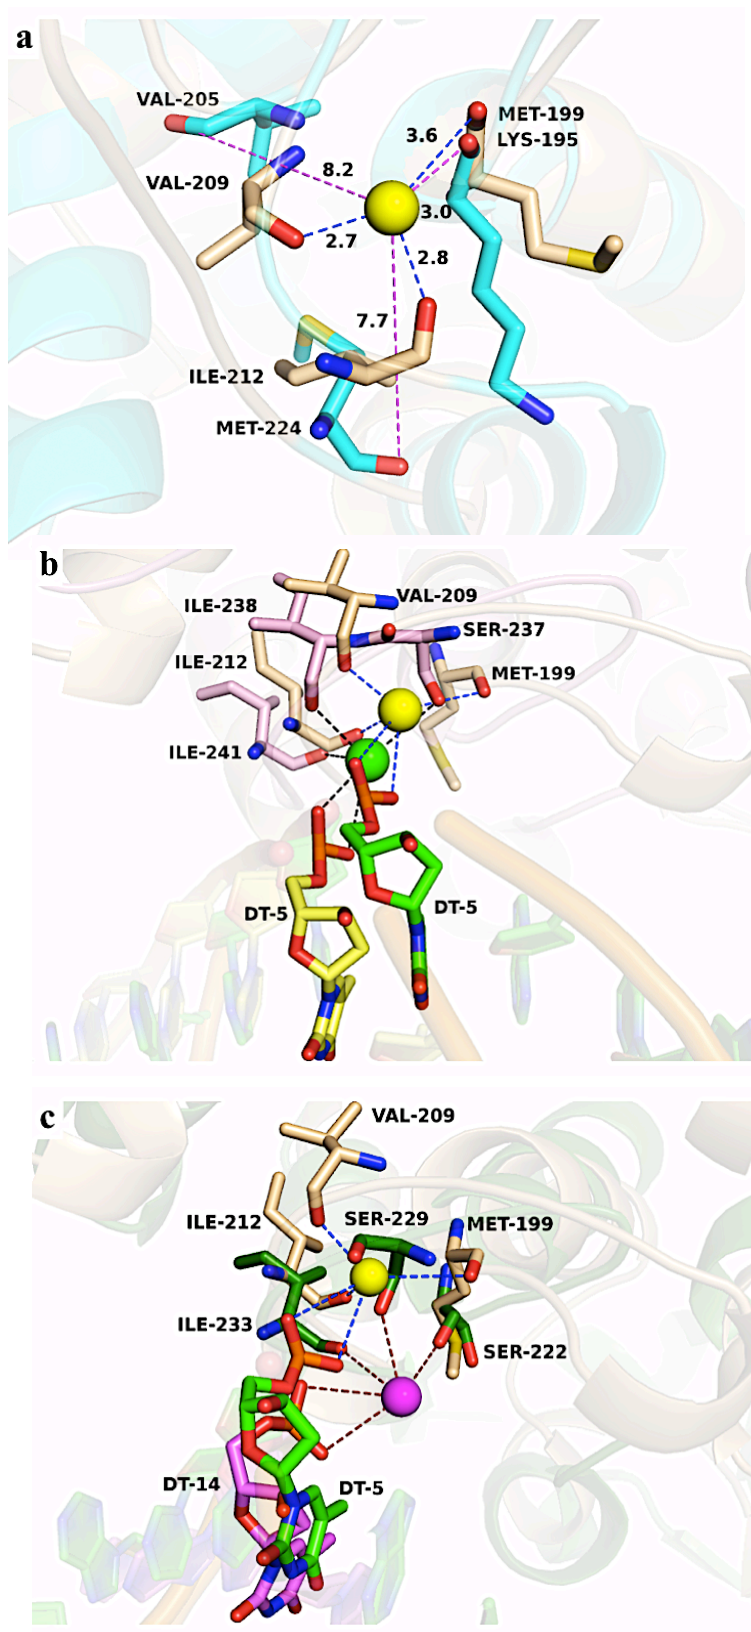 a
VAL-205
MET-199
3.6
LYS-195
8.2
VAL-209
3.0
2.7
2.8
7.7
ILE-212
MET-224
b
ILE-238
VAL-209
SER-237
ILE-212
MET-199
ILE-241
DT-5
DT-5
c
VAL-209
ILE-212
SER-229
MET-199
ILE-233
SER-222
DT-14
DT-5